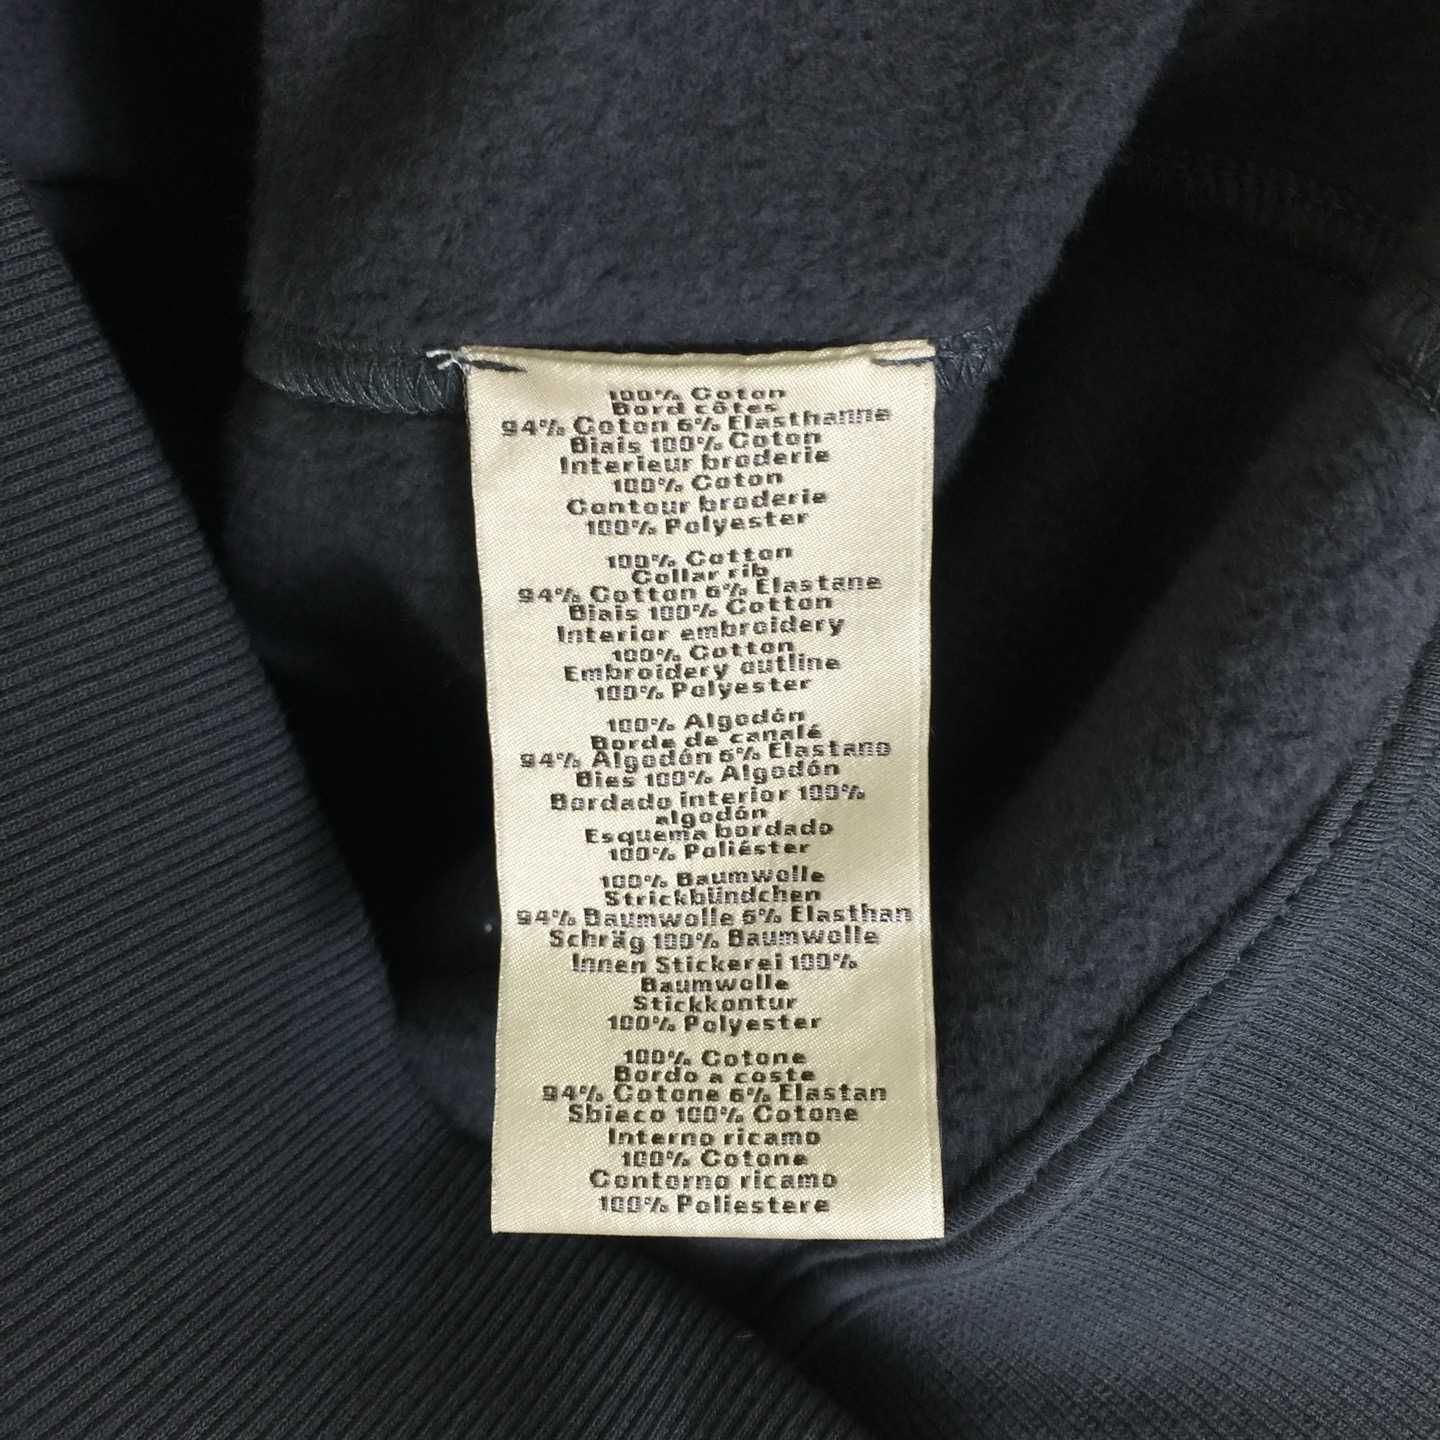 100% Coton
Bord côtes
94% Coton 6% Elasthanne
Biais 100% Coton
Interieur broderie
100% Coton
Contour broderie
100% Polyester
100% Cotton
Collar rib
94% Cotton 6% Elastane
Biais 100% Cotton
Interior embroidery
100% Cotton
Embroidery outline
100% Polyester
100% Algodón
Borde de canalé
94% Algodón 6% Elastano
Bies 100% Algodón
Bordado interior 100%
algodón
Esquema bordado
100% Poliéster
100% Baumwolle
Strickbündchen
94% Baumwolle 6% Elasthan
Schräg 100% Baumwolle
Innen Stickerei 100%
Baumwolle
Stickkontur
100% Polyester
100% Cotone
Bordo a coste
94% Cotone 6% Elastan
Sbieco 100% Cotone
Interno ricamo
100% Cotone
Contorno ricamo
100% Poliestere